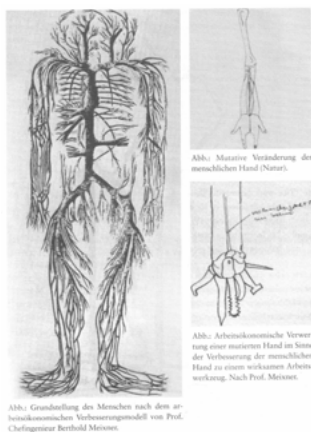 Abb.: Mutative Veränderung der
menschlichen Hand (Natur).
Abb.: Arbeitsökonomische Verwer-
tung einer mutierten Hand im Sinne
der Verbesserung der menschlichen
Hand zu einem wirksamen Arbeits-
werkzeug. Nach Prof. Meixner.
Abb.: Grundstellung des Menschen nach dem ar-
beitsökonomischen Verbesserungsmodell von Prof.
Chefingenieur Berthold Meixner.